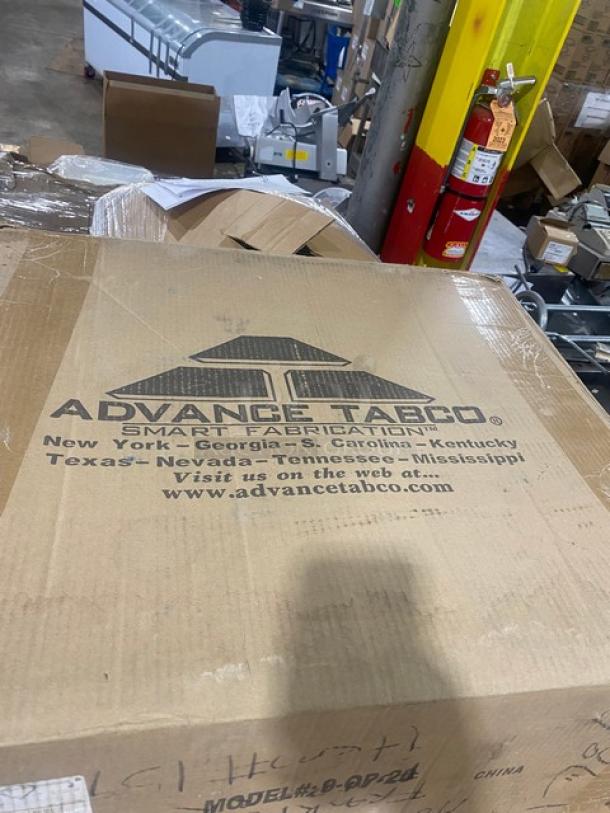 ADVANCE TABCO®
SMART FABRICATION™
New York – Georgia – S. Carolina – Kentucky
Texas – Nevada – Tennessee – Mississippi
Visit us on the web at...
www.advancetabco.com
MODEL#:
CHINA